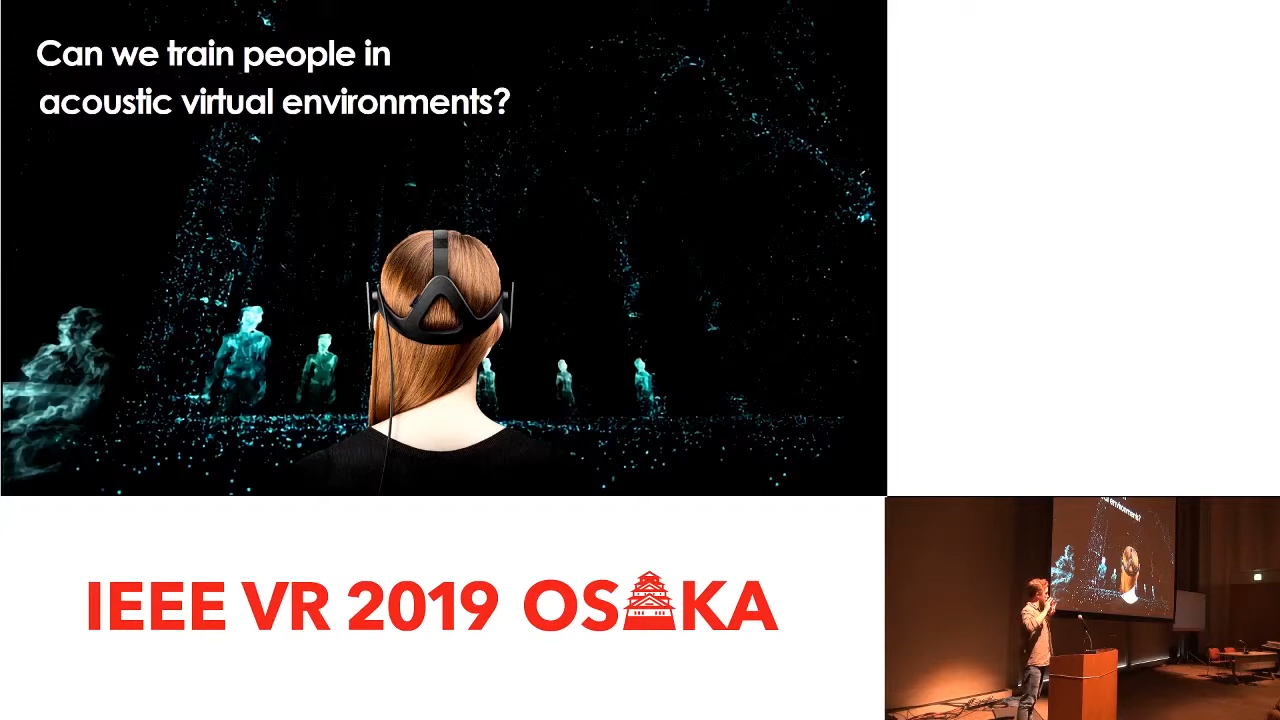 Can we train people in
acoustic virtual environments?
IEEE VR 2019 OSAKA